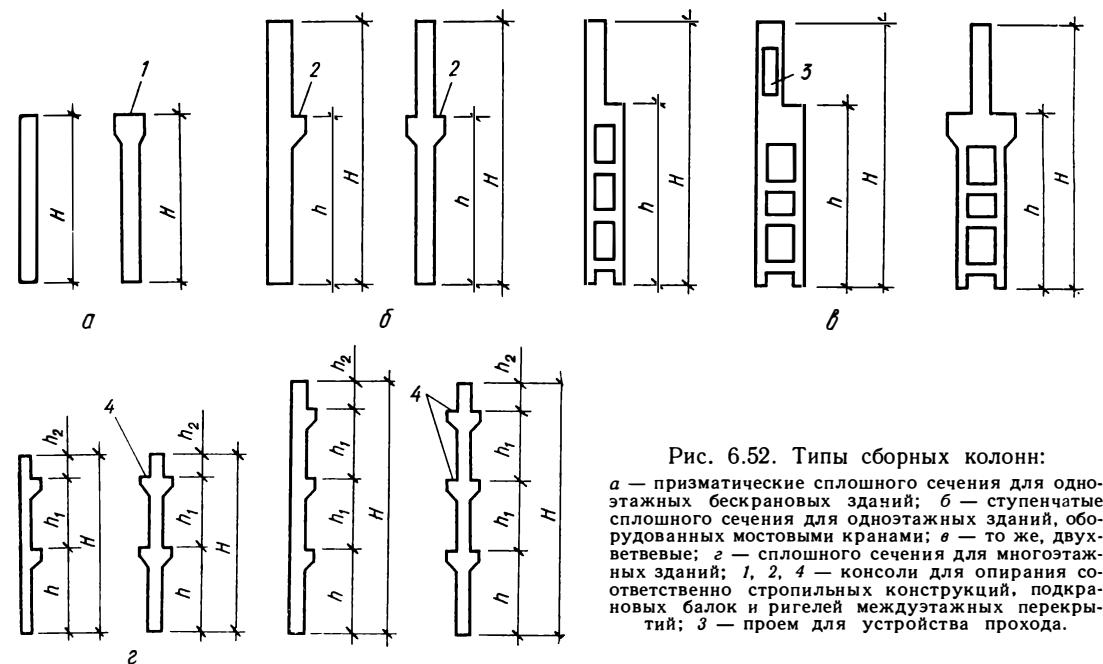 1
2
2
3
H
H
h
H
h
H
h
H
h
H
h
H
а
б
в
4
4
h₂
h₁
h
H
h₂
h₁
h
H
h₂
h₁
h₁
h
H
h₂
h₁
h₁
h
H
г
Рис. 6.52. Типы сборных колонн:
а — призматические сплошного сечения для одно-
этажных бескрановых зданий; б — ступенчатые
сплошного сечения для одноэтажных зданий, обо-
рудованных мостовыми кранами; в — то же, двух-
ветвевые; г — сплошного сечения для многоэтаж-
ных зданий; 1, 2, 4 — консоли для опирания со-
ответственно стропильных конструкций, подкра-
новых балок и ригелей междуэтажных перекры-
тий; 3 — проем для устройства прохода.